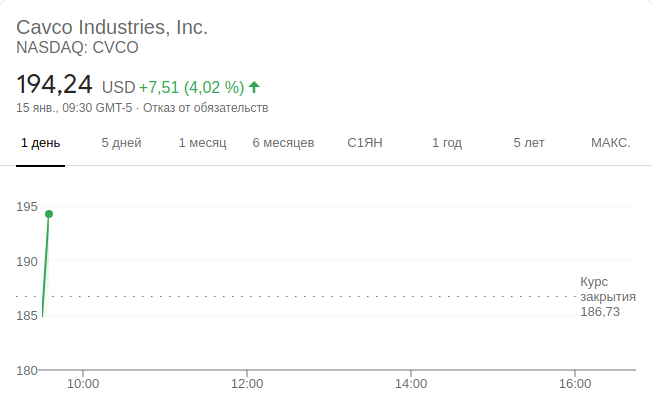 Cavco Industries, Inc.
NASDAQ: CVCO
194,24 USD +7,51 (4,02 %)
15 янв., 09:30 GMT-5 · Отказ от обязательств
1 день 5 дней 1 месяц 6 месяцев С1ЯН 1 год 5 лет МАКС.
195
190
Курс
закрытия
186,73
185
180
10:00 12:00 14:00 16:00